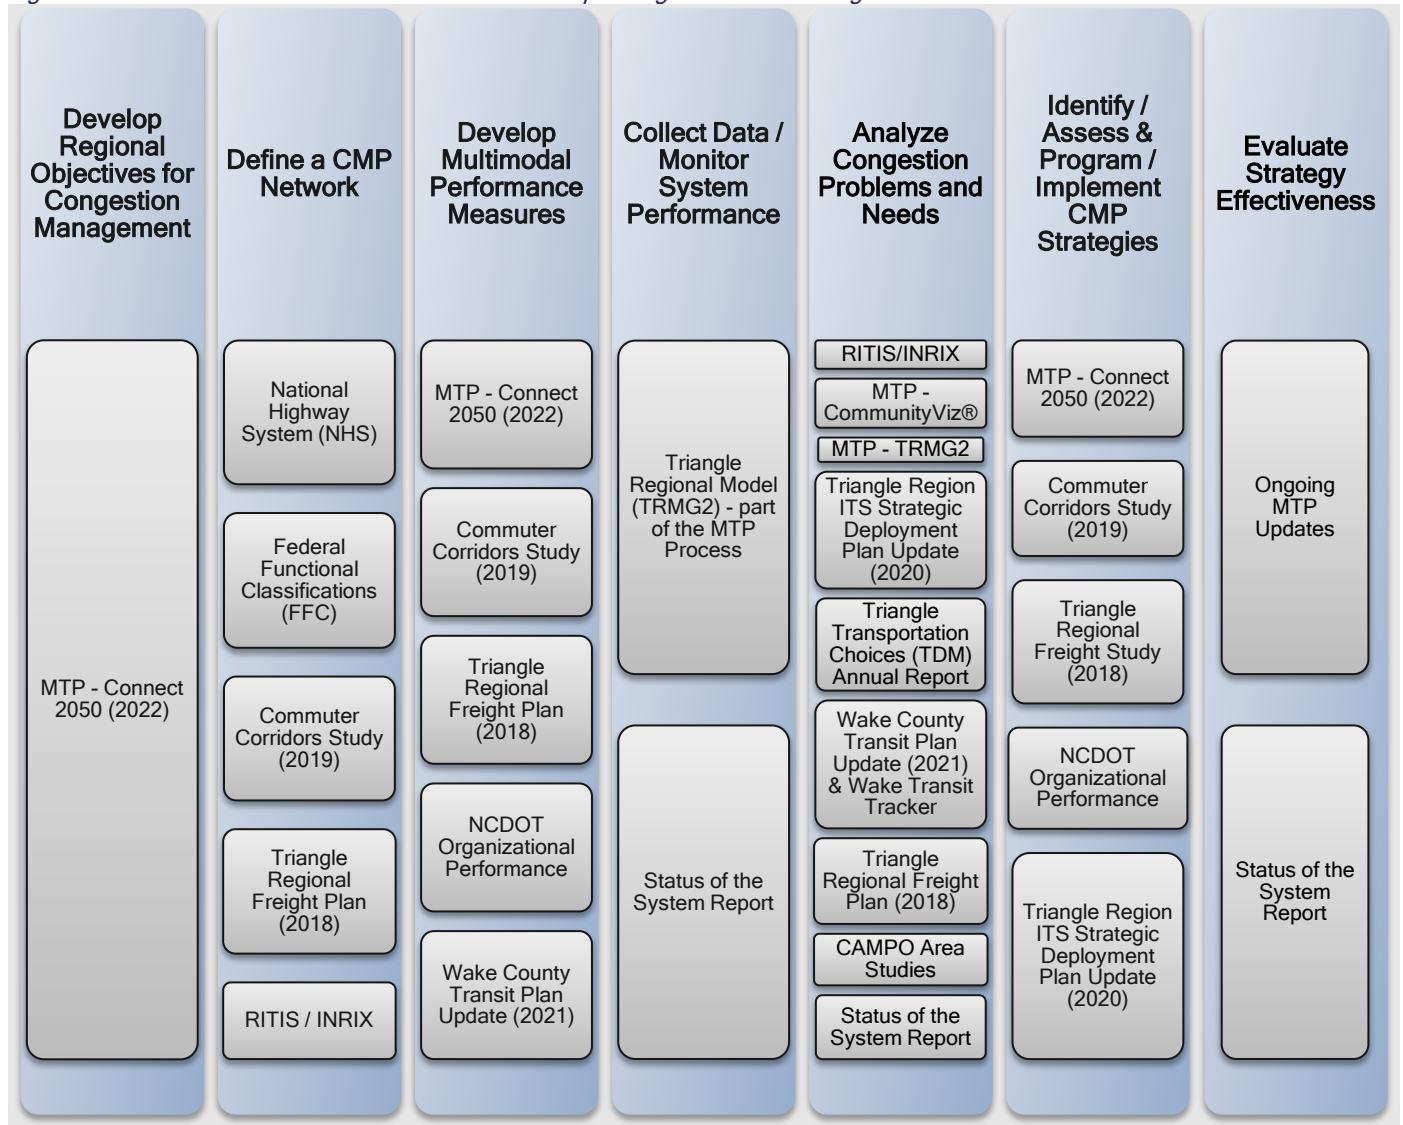 Develop
Regional
Objectives for
Congestion
Management
MTP - Connect
2050 (2022)
Define a CMP
Network
National
Highway
System (NHS)
Federal
Functional
Classifications
(FFC)
Commuter
Corridors Study
(2019)
Triangle
Regional
Freight Plan
(2018)
RITIS / INRIX
Develop
Multimodal
Performance
Measures
MTP - Connect
2050 (2022)
Commuter
Corridors Study
(2019)
Triangle
Regional
Freight Plan
(2018)
NCDOT
Organizational
Performance
Wake County
Transit Plan
Update (2021)
Collect Data /
Monitor
System
Performance
Triangle
Regional Model
(TRMG2) - part
of the MTP
Process
Status of the
System Report
Analyze
Congestion
Problems and
Needs
RITIS/INRIX
MTP -
CommunityViz®
MTP - TRMG2
Triangle Region
ITS Strategic
Deployment
Plan Update
(2020)
Triangle
Transportation
Choices (TDM)
Annual Report
Wake County
Transit Plan
Update (2021)
& Wake Transit
Tracker
Triangle
Regional Freight
Plan (2018)
CAMPO Area
Studies
Status of the
System Report
Identify /
Assess &
Program /
Implement
CMP
Strategies
MTP - Connect
2050 (2022)
Commuter
Corridors Study
(2019)
Triangle
Regional
Freight Study
(2018)
NCDOT
Organizational
Performance
Triangle Region
ITS Strategic
Deployment
Plan Update
(2020)
Evaluate
Strategy
Effectiveness
Ongoing
MTP
Updates
Status of the
System
Report